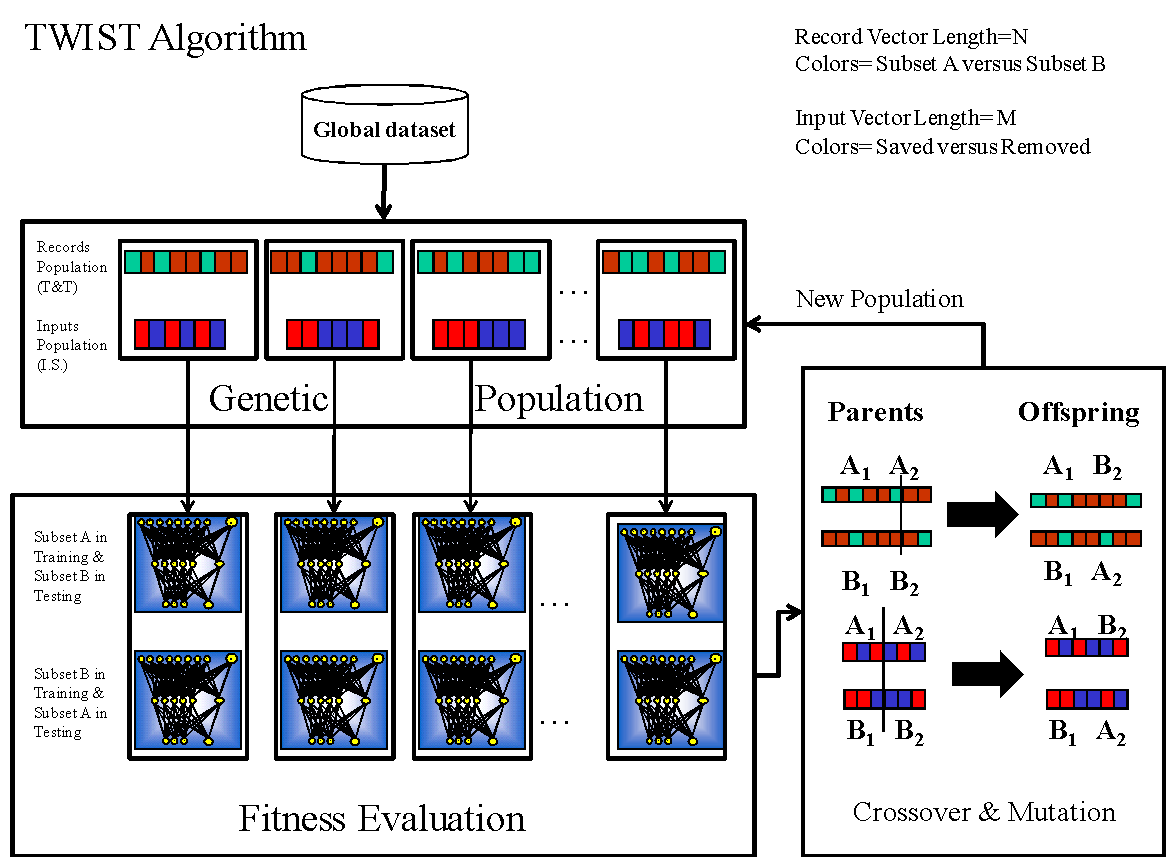 TWIST Algorithm
Record Vector Length=N
Colors= Subset A versus Subset B
Input Vector Length= M
Colors= Saved versus Removed
Global dataset
Records
Population
(T&T)
. . .
Inputs
Population
(I.S.)
. . .
Genetic Population
New Population
Subset A in
Training &
Subset B in
Testing
. . .
Subset B in
Training &
Subset A in
Testing
. . .
Fitness Evaluation
Parents Offspring
A1 A2 A1 B2
B1 B2 B1 A2
A1 A2 A1 B2
B1 B2 B1 A2
Crossover & Mutation